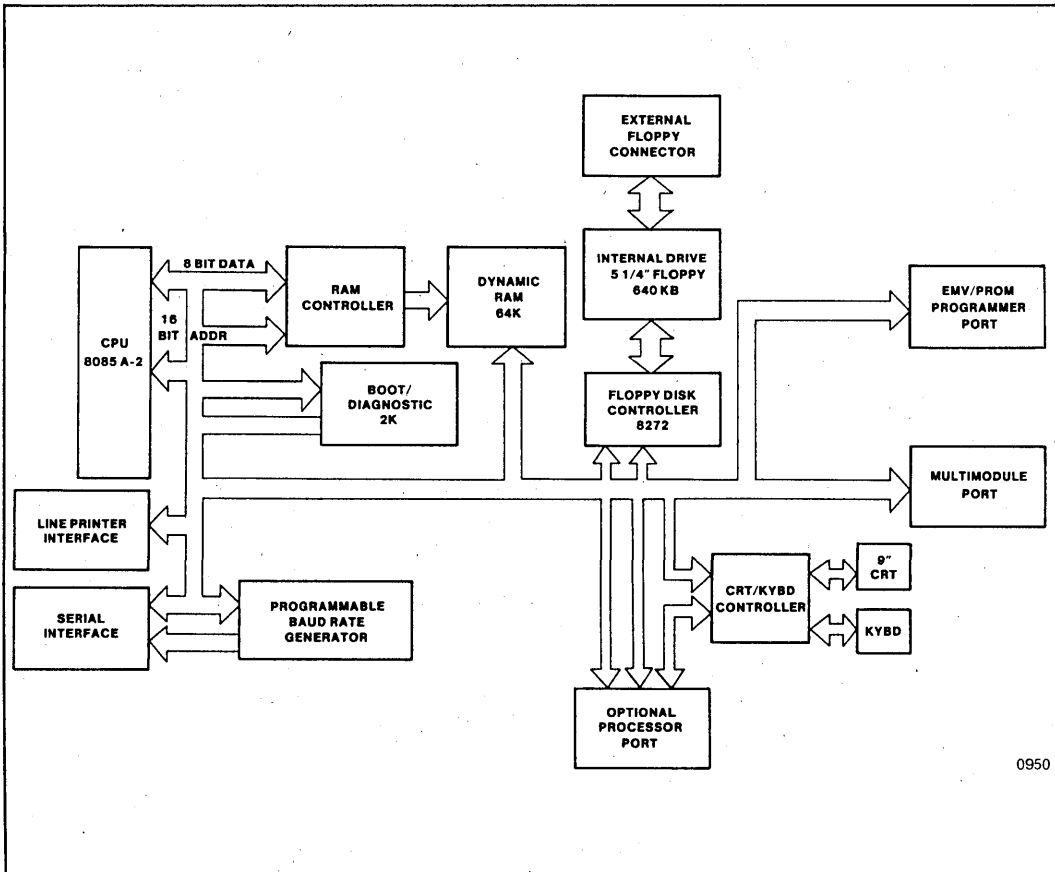 EXTERNAL
FLOPPY
CONNECTOR
8 BIT DATA
16
BIT ADDR
CPU
8085 A-2
RAM
CONTROLLER
DYNAMIC
RAM
64K
INTERNAL DRIVE
5 1/4" FLOPPY
640 KB
EMV/PROM
PROGRAMMER
PORT
BOOT/
DIAGNOSTIC
2K
FLOPPY DISK
CONTROLLER
8272
MULTIMODULE
PORT
LINE PRINTER
INTERFACE
SERIAL
INTERFACE
PROGRAMMABLE
BAUD RATE
GENERATOR
CRT/KYBD
CONTROLLER
9"
CRT
KYBD
OPTIONAL
PROCESSOR
PORT
0950